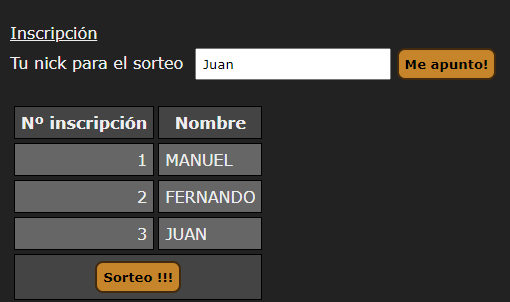 Inscripción
Tu nick para el sorteo Juan Me apunto!
Nº inscripción Nombre
1 MANUEL
2 FERNANDO
3 JUAN
Sorteo !!!